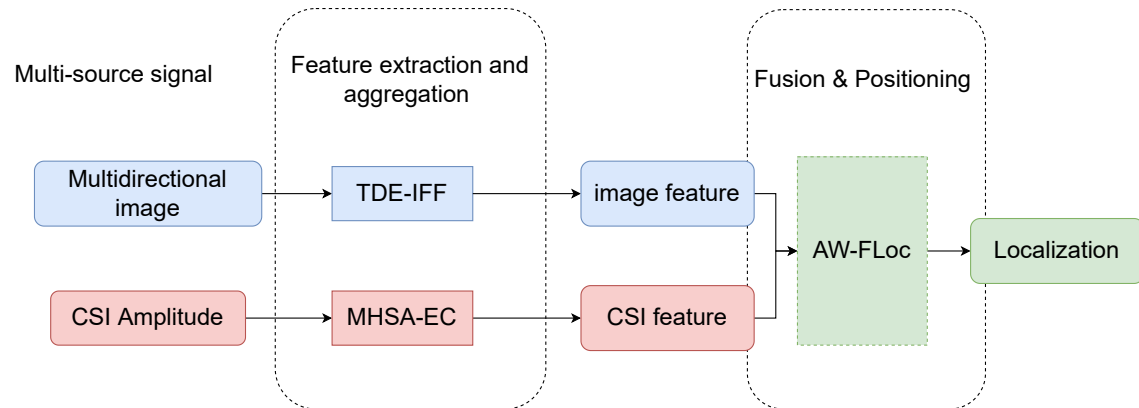 Multi-source signal
Feature extraction and
aggregation
Fusion & Positioning
Multidirectional
image
TDE-IFF
image feature
AW-FLoc
Localization
CSI Amplitude
MHSA-EC
CSI feature